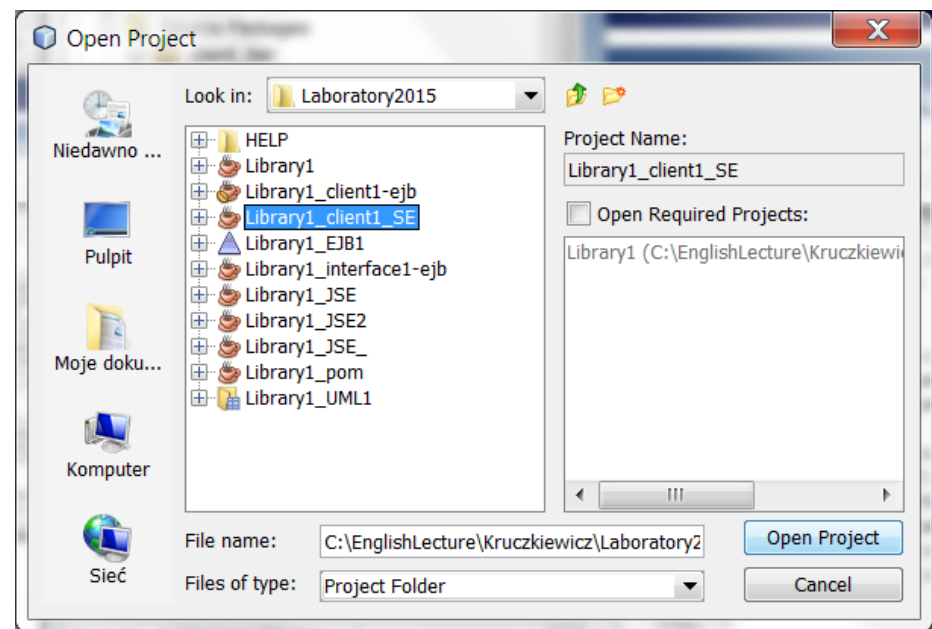 Open Project
Look in:
Laboratory2015
Niedawno ...
Pulpit
Moje doku...
Komputer
Sieć
HELP
Library1
Library1_client1-ejb
Library1_client1_SE
Library1_EJB1
Library1_interface1-ejb
Library1_JSE
Library1_JSE2
Library1_JSE_
Library1_pom
Library1_UML1
Project Name:
Library1_client1_SE
Open Required Projects:
Library1 (C:\EnglishLecture\Kruczkiewi
File name:
C:\EnglishLecture\Kruczkiewicz\Laboratory2
Open Project
Files of type:
Project Folder
Cancel